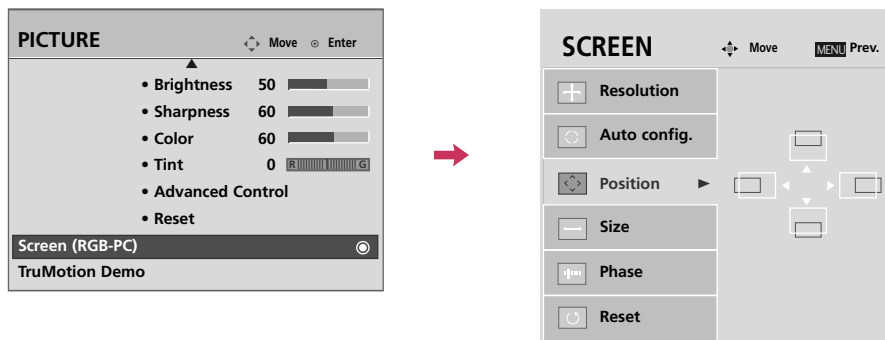 PICTURE
Move
Enter
• Brightness 50
• Sharpness 60
• Color 60
• Tint 0 R G
• Advanced Control
• Reset
Screen (RGB-PC)
TruMotion Demo
SCREEN
Move
MENU Prev.
Resolution
Auto config.
Position
Size
Phase
Reset